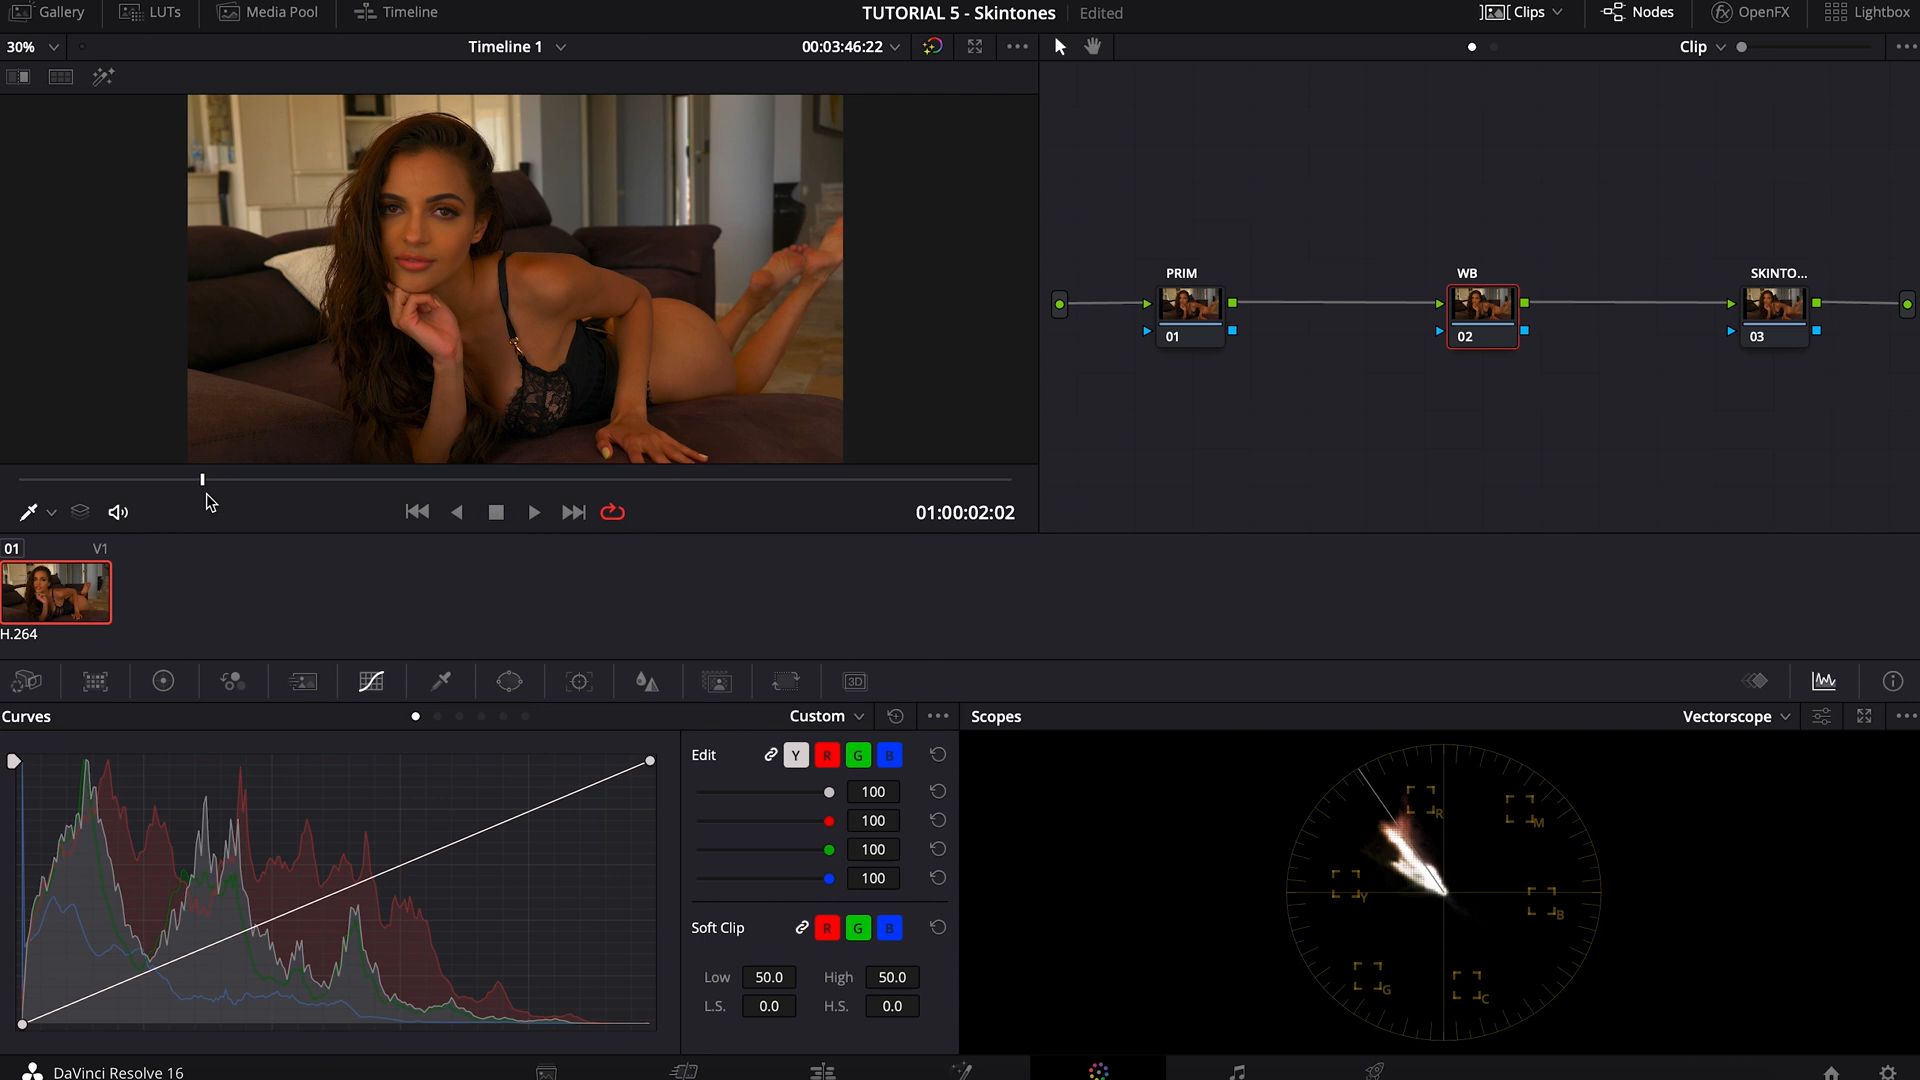 Gallery LUTs Media Pool Timeline TUTORIAL 5 - Skintones Edited Clips Nodes OpenFX Lightbox
30% Timeline 1 00:03:46:22 Clip
PRIM WB SKINTO...
01 02 03
01:00:02:02
01 V1
H.264
3D
Curves Custom Scopes Vectorscope
Edit Y R G B
100
100
100
100
Soft Clip R G B
Low 50.0 High 50.0
L.S. 0.0 H.S. 0.0
R
M
Y
B
G
C
DaVinci Resolve 16